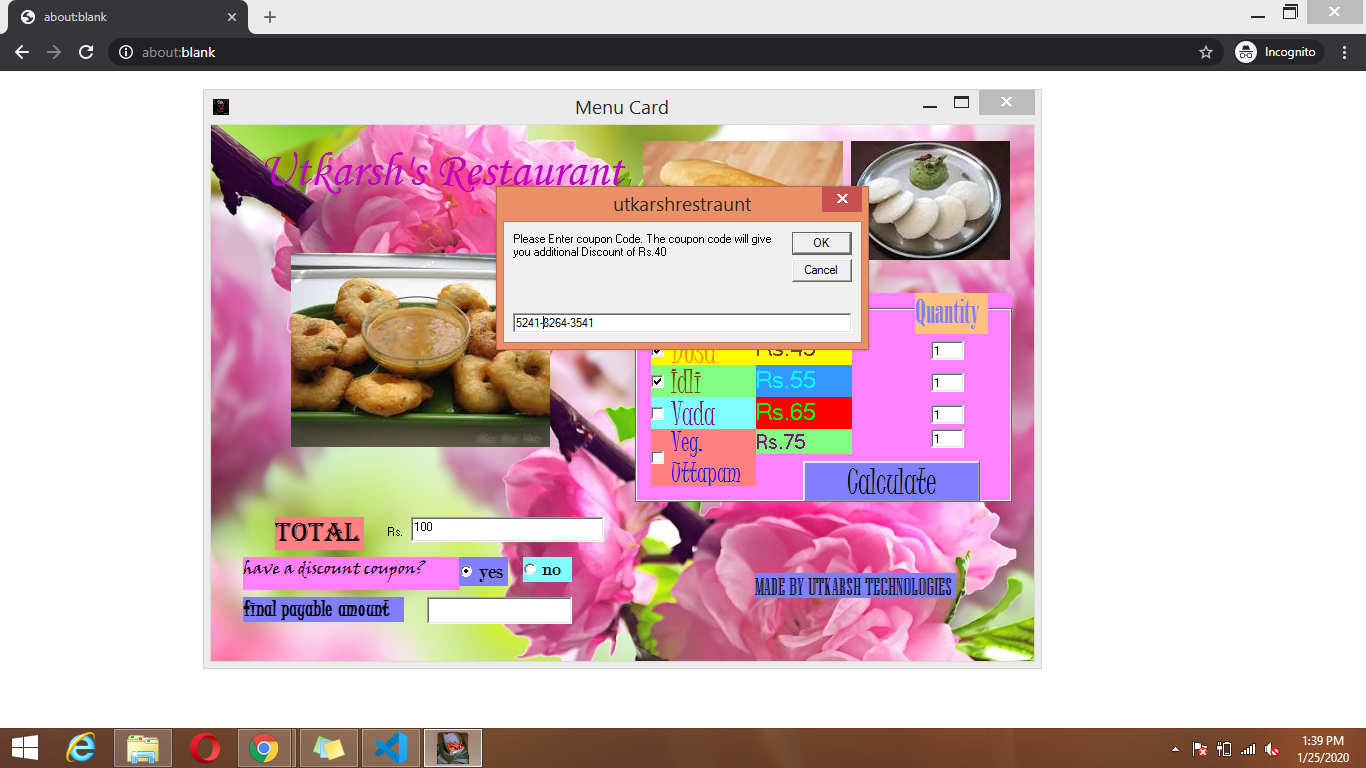 about:blank
about:blank
Incognito
Menu Card
Utkarsh's Restaurant
utkarshrestraunt
Please Enter coupon Code. The coupon code will give
you additional Discount of Rs.40
OK
Cancel
5241-8264-3541
Quantity
Dosa Rs.45 1
Idli Rs.55 1
Vada Rs.65 1
Veg.
Uttapam
Rs.75 1
Calculate
TOTAL Rs. 100
have a discount coupon? yes no
final payable amount
MADE BY UTKARSH TECHNOLOGIES
1:39 PM
1/25/2020